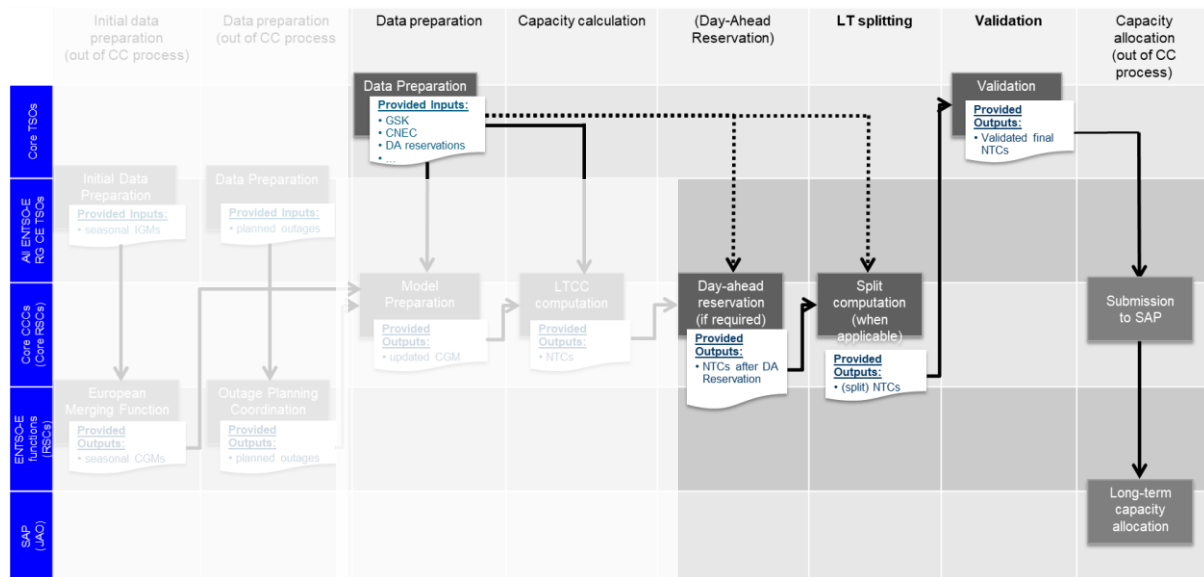 Initial data
preparation
(out of CC process)
Data preparation
(out of CC process
Data preparation
Capacity calculation
(Day-Ahead
Reservation)
LT splitting
Validation
Capacity
allocation
(out of CC
process)
Core TSOs
Data Preparation
Provided Inputs:
• GSK
• CNEC
• DA reservations
• ...
Validation
Provided
Outputs:
• Validated final
NTCs
All ENTSO-E
RG CE TSOs
Initial Data
Preparation
Provided Inputs:
• seasonal IGMs
Data Preparation
Provided Inputs:
• planned outages
Core CCCs
(Core RSCs)
Model
Preparation
Provided
Outputs:
• updated CGM
LTCC
computation
Provided
Outputs:
• NTCs
Day-ahead
reservation
(if required)
Provided
Outputs:
• NTCs after DA
Reservation
Split
computation
(when
applicable)
Provided
Outputs:
• (split) NTCs
Submission
to SAP
ENTSO-E
functions
(RSCs)
European
Merging Function
Provided
Outputs:
• seasonal CGMs
Outage Planning
Coordination
Provided
Outputs:
• planned outages
SAP
(JAO)
Long-term
capacity
allocation